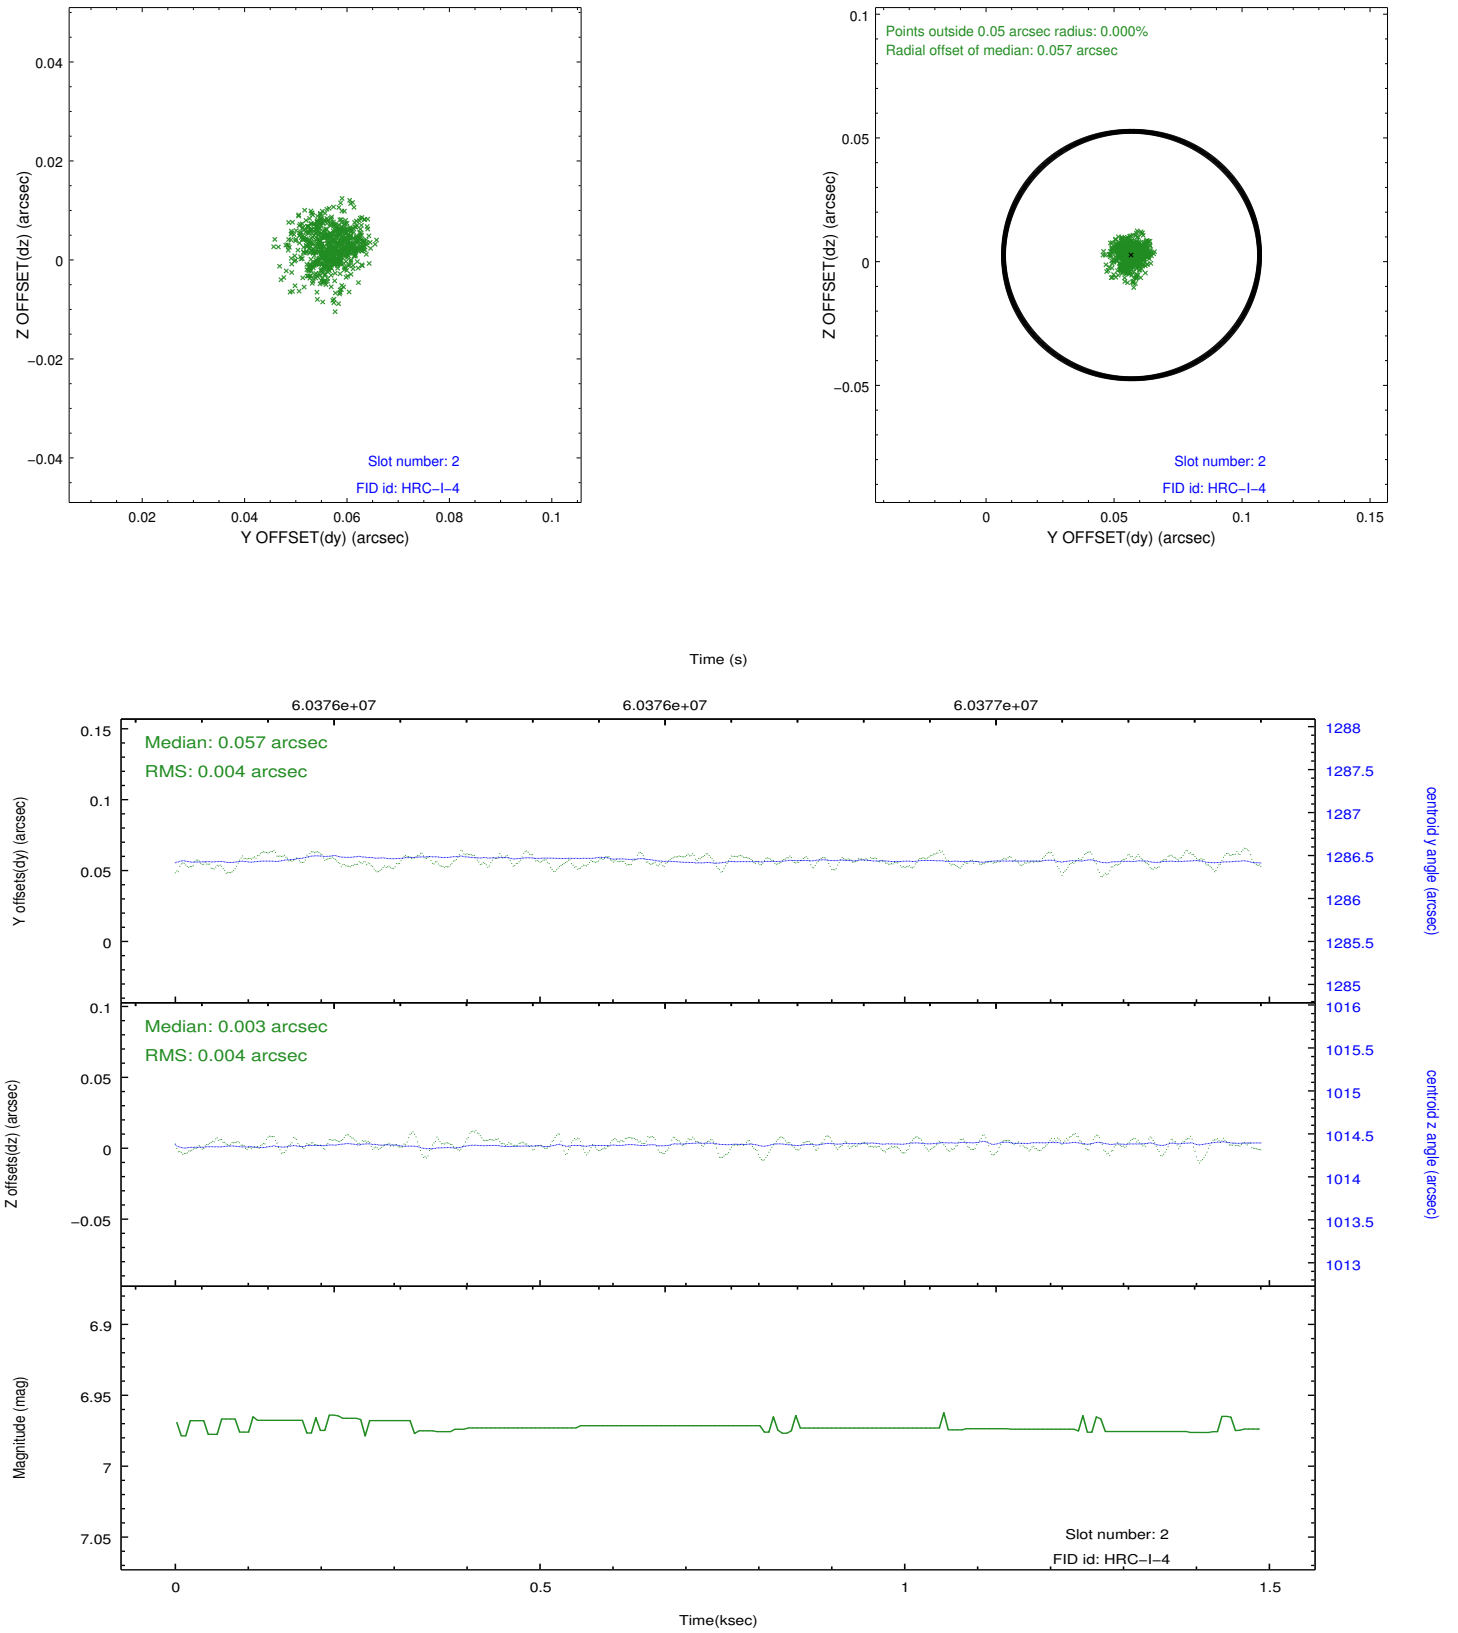 0.04
0.02
0
−0.02
−0.04
Z OFFSET(dz) (arcsec)
Slot number: 2
FID id: HRC−I−4
0.02 0.04 0.06 0.08 0.1
Y OFFSET(dy) (arcsec)
Points outside 0.05 arcsec radius: 0.000%
Radial offset of median: 0.057 arcsec
0.1
0.05
0
−0.05
Z OFFSET(dz) (arcsec)
Slot number: 2
FID id: HRC−I−4
0 0.05 0.1 0.15
Y OFFSET(dy) (arcsec)
Time (s)
6.0376e+07 6.0376e+07 6.0377e+07
Median: 0.057 arcsec
RMS: 0.004 arcsec
0.15
0.1
0.05
0
Y offsets(dy) (arcsec)
1288
1287.5
1287
1286.5
1286
1285.5
1285
centroid y angle (arcsec)
Median: 0.003 arcsec
RMS: 0.004 arcsec
0.1
0.05
0
−0.05
Z offsets(dz) (arcsec)
1016
1015.5
1015
1014.5
1014
1013.5
1013
centroid z angle (arcsec)
6.9
6.95
7
7.05
Magnitude (mag)
Slot number: 2
FID id: HRC−I−4
0 0.5 1 1.5
Time(ksec)